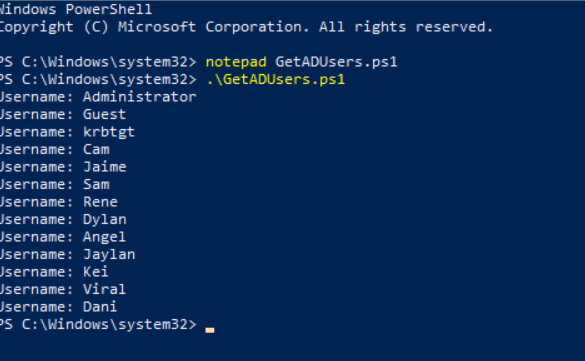 Windows PowerShell
Copyright (C) Microsoft Corporation. All rights reserved.
PS C:\Windows\system32> notepad GetADUsers.ps1
PS C:\Windows\system32> .\GetADUsers.ps1
Username: Administrator
Username: Guest
Username: krbtgt
Username: Cam
Username: Jaime
Username: Sam
Username: Rene
Username: Dylan
Username: Angel
Username: Jaylan
Username: Kei
Username: Viral
Username: Dani
PS C:\Windows\system32>